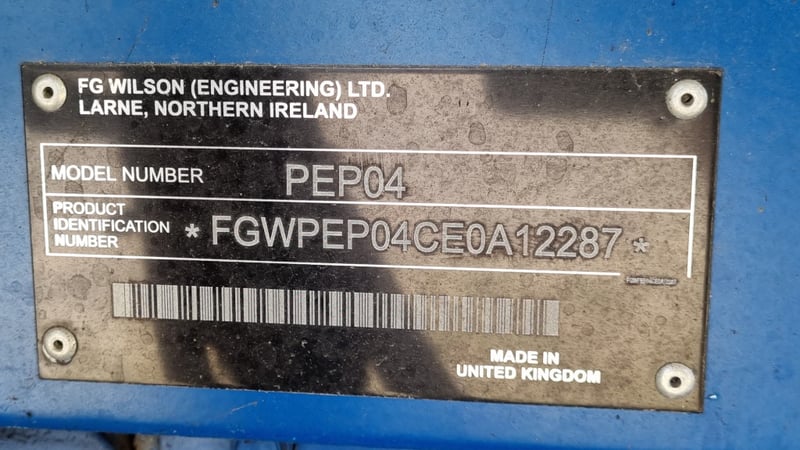 FG WILSON (ENGINEERING) LTD.
LARNE, NORTHERN IRELAND
MODEL NUMBER PEP04
PRODUCT
IDENTIFICATION
NUMBER
* FGWPEP04CE0A12287 *
MADE IN
UNITED KINGDOM